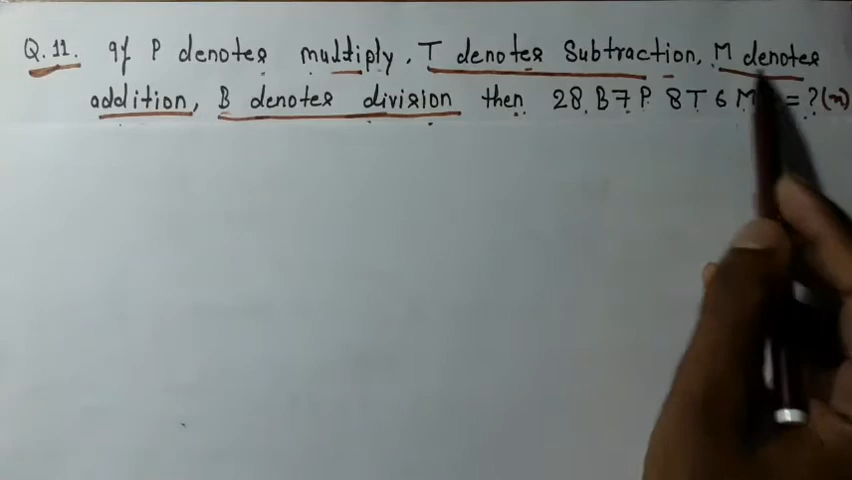 Q.11. If P denotes multiply, T denotes Subtraction, M denotes
addition, B denotes division then 28 B 7 P 8 T 6 M = ? (n)